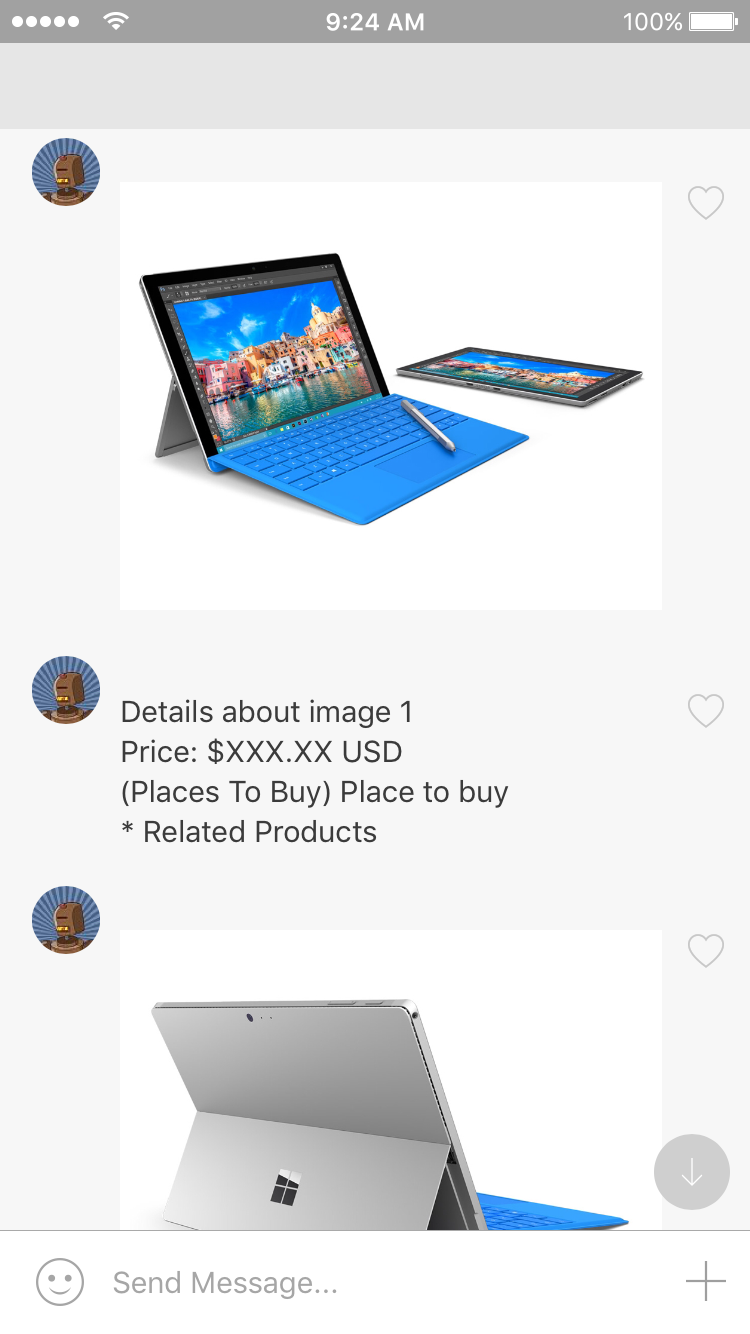 9:24 AM
100%
Details about image 1
Price: $XXX.XX USD
(Places To Buy) Place to buy
* Related Products
Send Message...